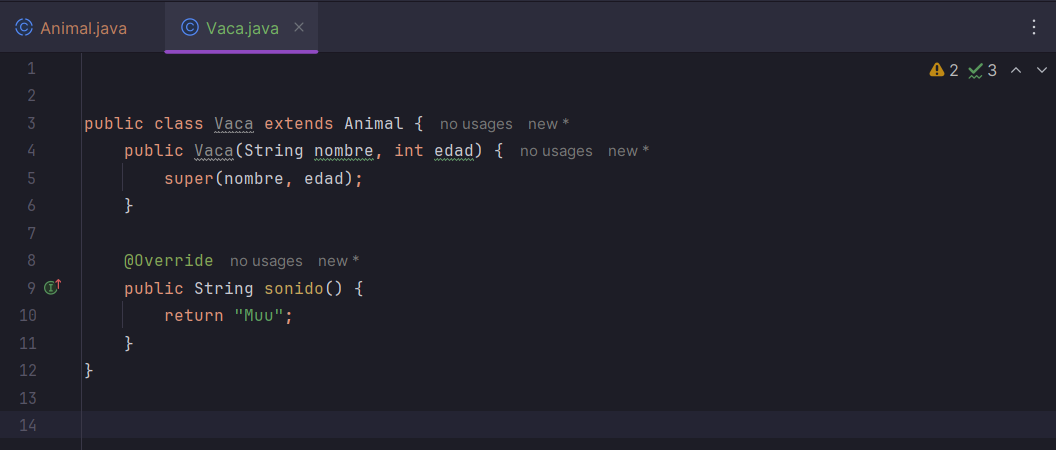 Animal.java Vaca.java
2 3
1
2
3 public class Vaca extends Animal { no usages new *
4 public Vaca(String nombre, int edad) { no usages new *
5 super(nombre, edad);
6 }
7
8 @Override no usages new *
9 public String sonido() {
10 return "Muu";
11 }
12 }
13
14